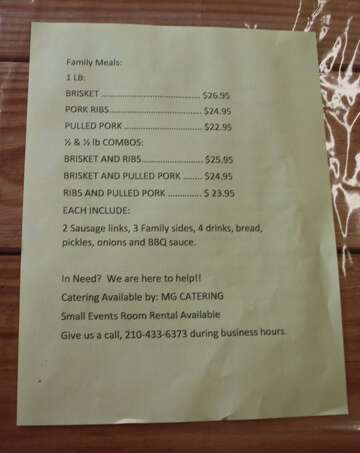 Family Meals:
1 LB:
BRISKET ................................................ $26.95
PORK RIBS............................................. $24.95
PULLED PORK ...................................... $22.95
½ & ½ lb COMBOS:
BRISKET AND RIBS.............................. $25.95
BRISKET AND PULLED PORK ........ $24.95
RIBS AND PULLED PORK .............. $ 23.95
EACH INCLUDE:
2 Sausage links, 3 Family sides, 4 drinks, bread,
pickles, onions and BBQ sauce.
In Need? We are here to help!!
Catering Available by: MG CATERING
Small Events Room Rental Available
Give us a call, 210-433-6373 during business hours.